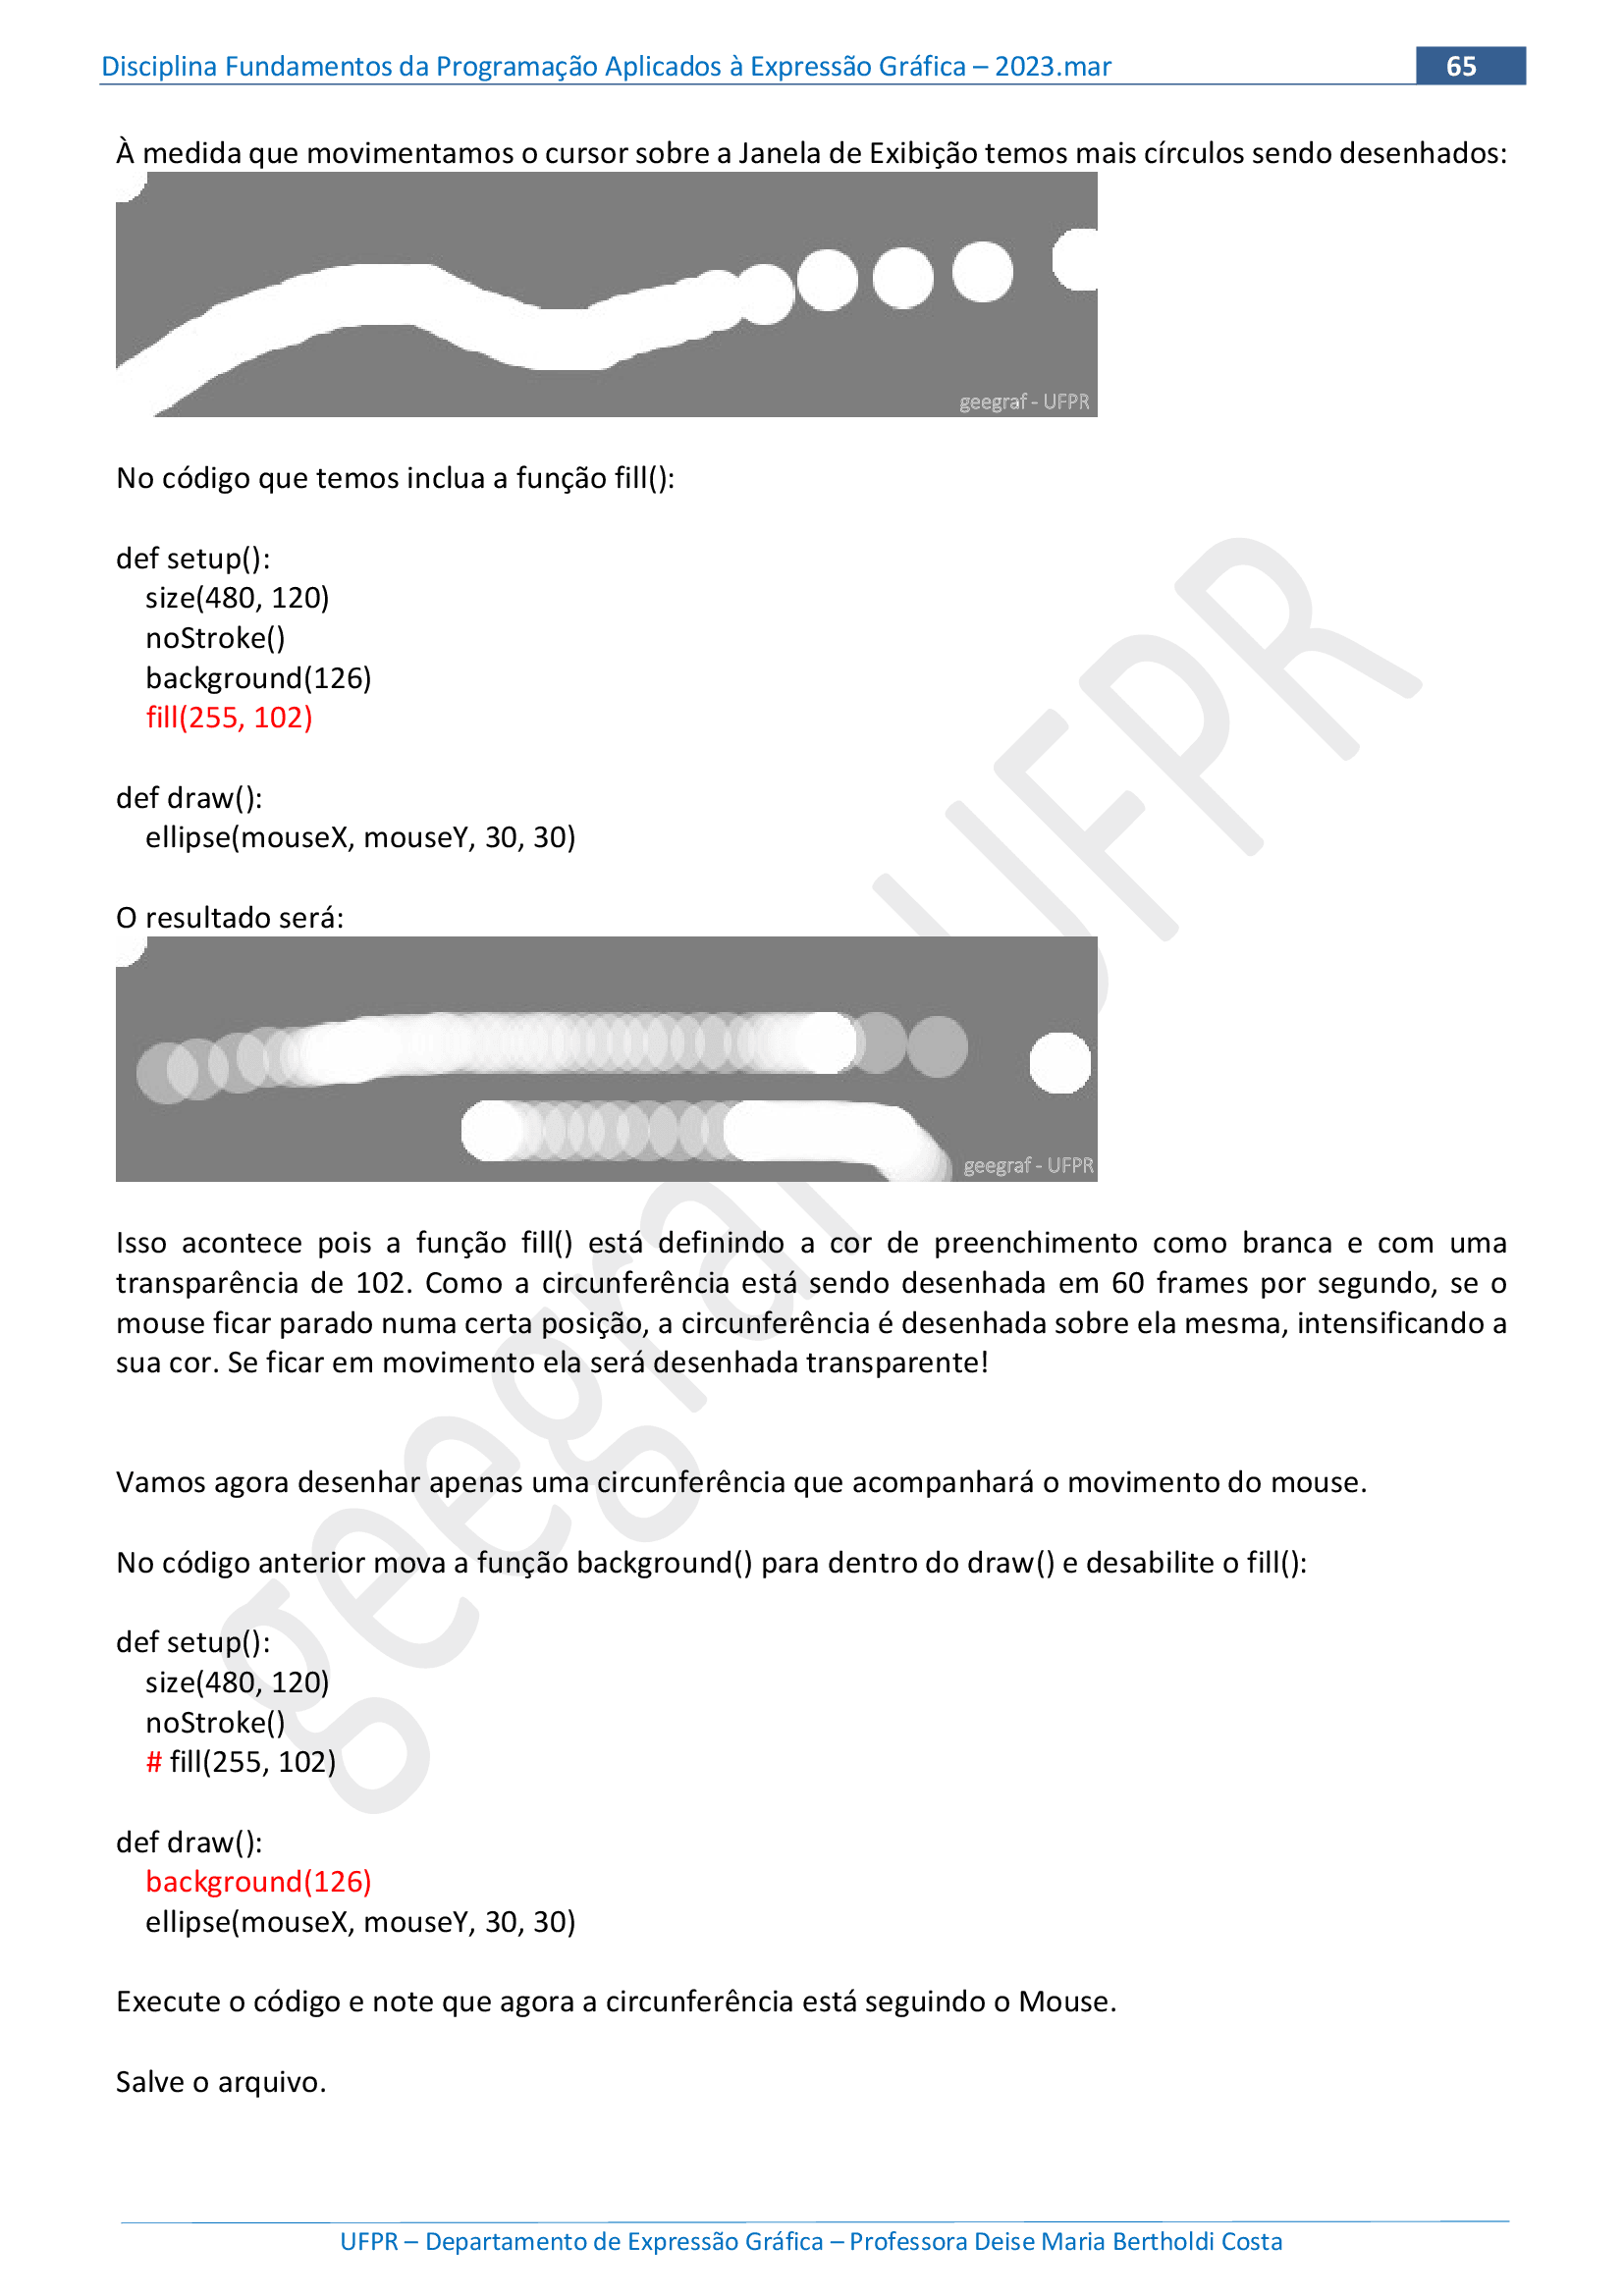 Disciplina Fundamentos da Programação Aplicados à Expressão Gráfica – 2023.mar
65
À medida que movimentamos o cursor sobre a Janela de Exibição temos mais círculos sendo desenhados:
geegraf - UFPR
No código que temos inclua a função fill():
def setup():
size(480, 120)
noStroke()
background(126)
fill(255, 102)
def draw():
ellipse(mouseX, mouseY, 30, 30)
O resultado será:
geegraf - UFPR
Isso acontece pois a função fill() está definindo a cor de preenchimento como branca e com uma
transparência de 102. Como a circunferência está sendo desenhada em 60 frames por segundo, se o
mouse ficar parado numa certa posição, a circunferência é desenhada sobre ela mesma, intensificando a
sua cor. Se ficar em movimento ela será desenhada transparente!
Vamos agora desenhar apenas uma circunferência que acompanhará o movimento do mouse.
No código anterior mova a função background() para dentro do draw() e desabilite o fill():
def setup():
size(480, 120)
noStroke()
# fill(255, 102)
def draw():
background(126)
ellipse(mouseX, mouseY, 30, 30)
Execute o código e note que agora a circunferência está seguindo o Mouse.
Salve o arquivo.
geegraf UFPR
UFPR – Departamento de Expressão Gráfica – Professora Deise Maria Bertholdi Costa